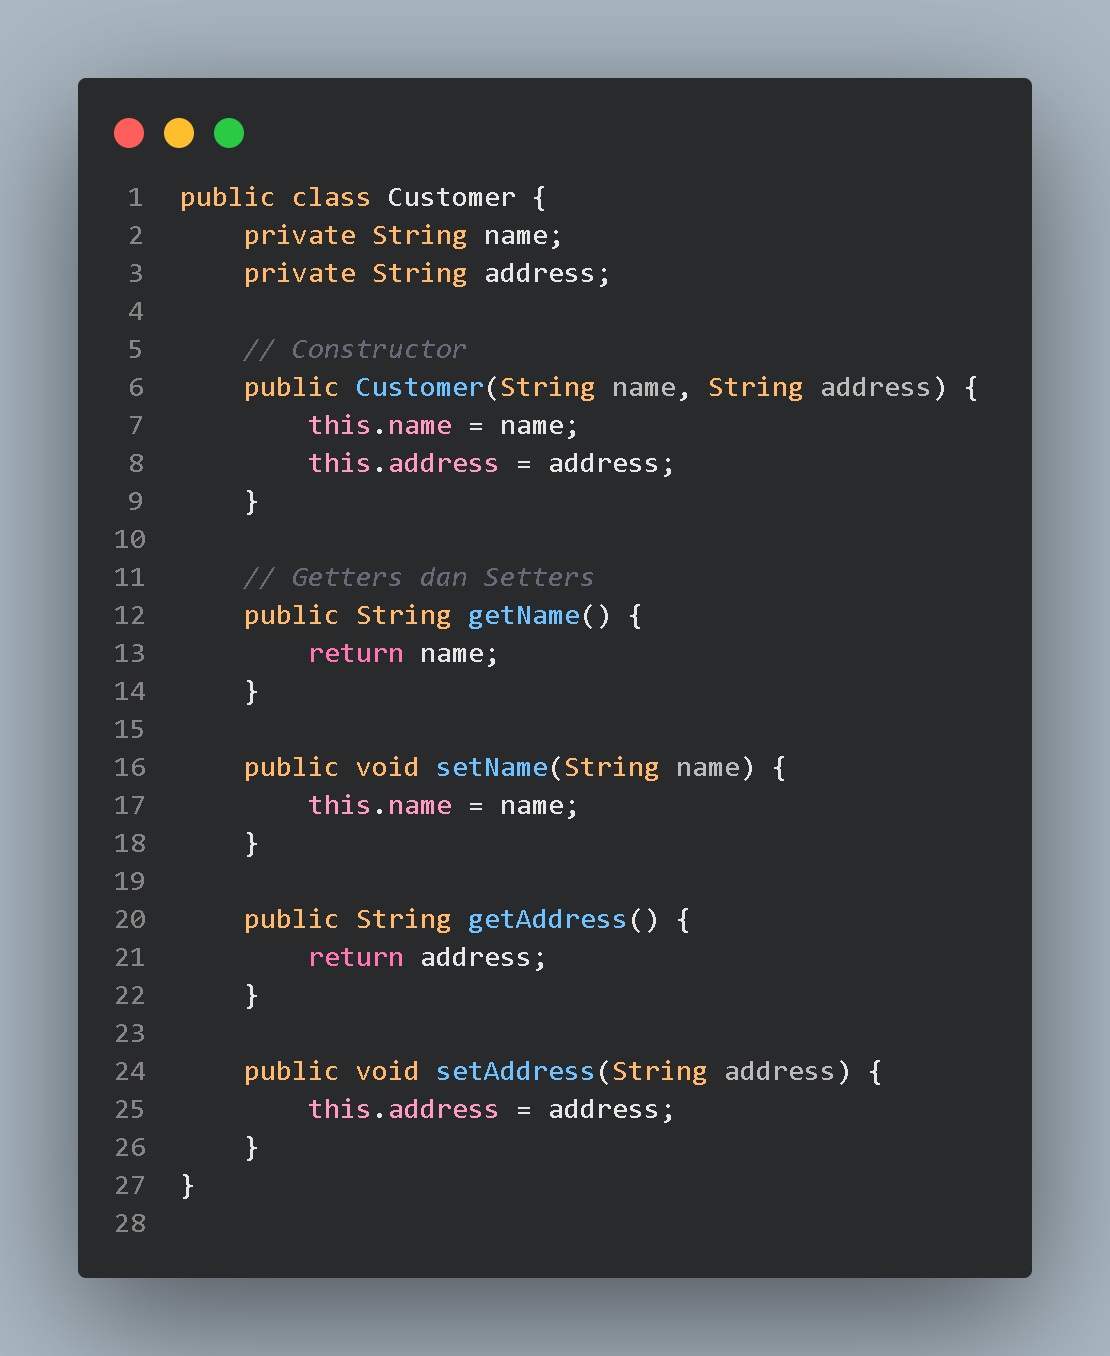 1 public class Customer {
2     private String name;
3     private String address;
4
5     // Constructor
6     public Customer(String name, String address) {
7         this.name = name;
8         this.address = address;
9     }
10
11     // Getters dan Setters
12     public String getName() {
13         return name;
14     }
15
16     public void setName(String name) {
17         this.name = name;
18     }
19
20     public String getAddress() {
21         return address;
22     }
23
24     public void setAddress(String address) {
25         this.address = address;
26     }
27 }
28